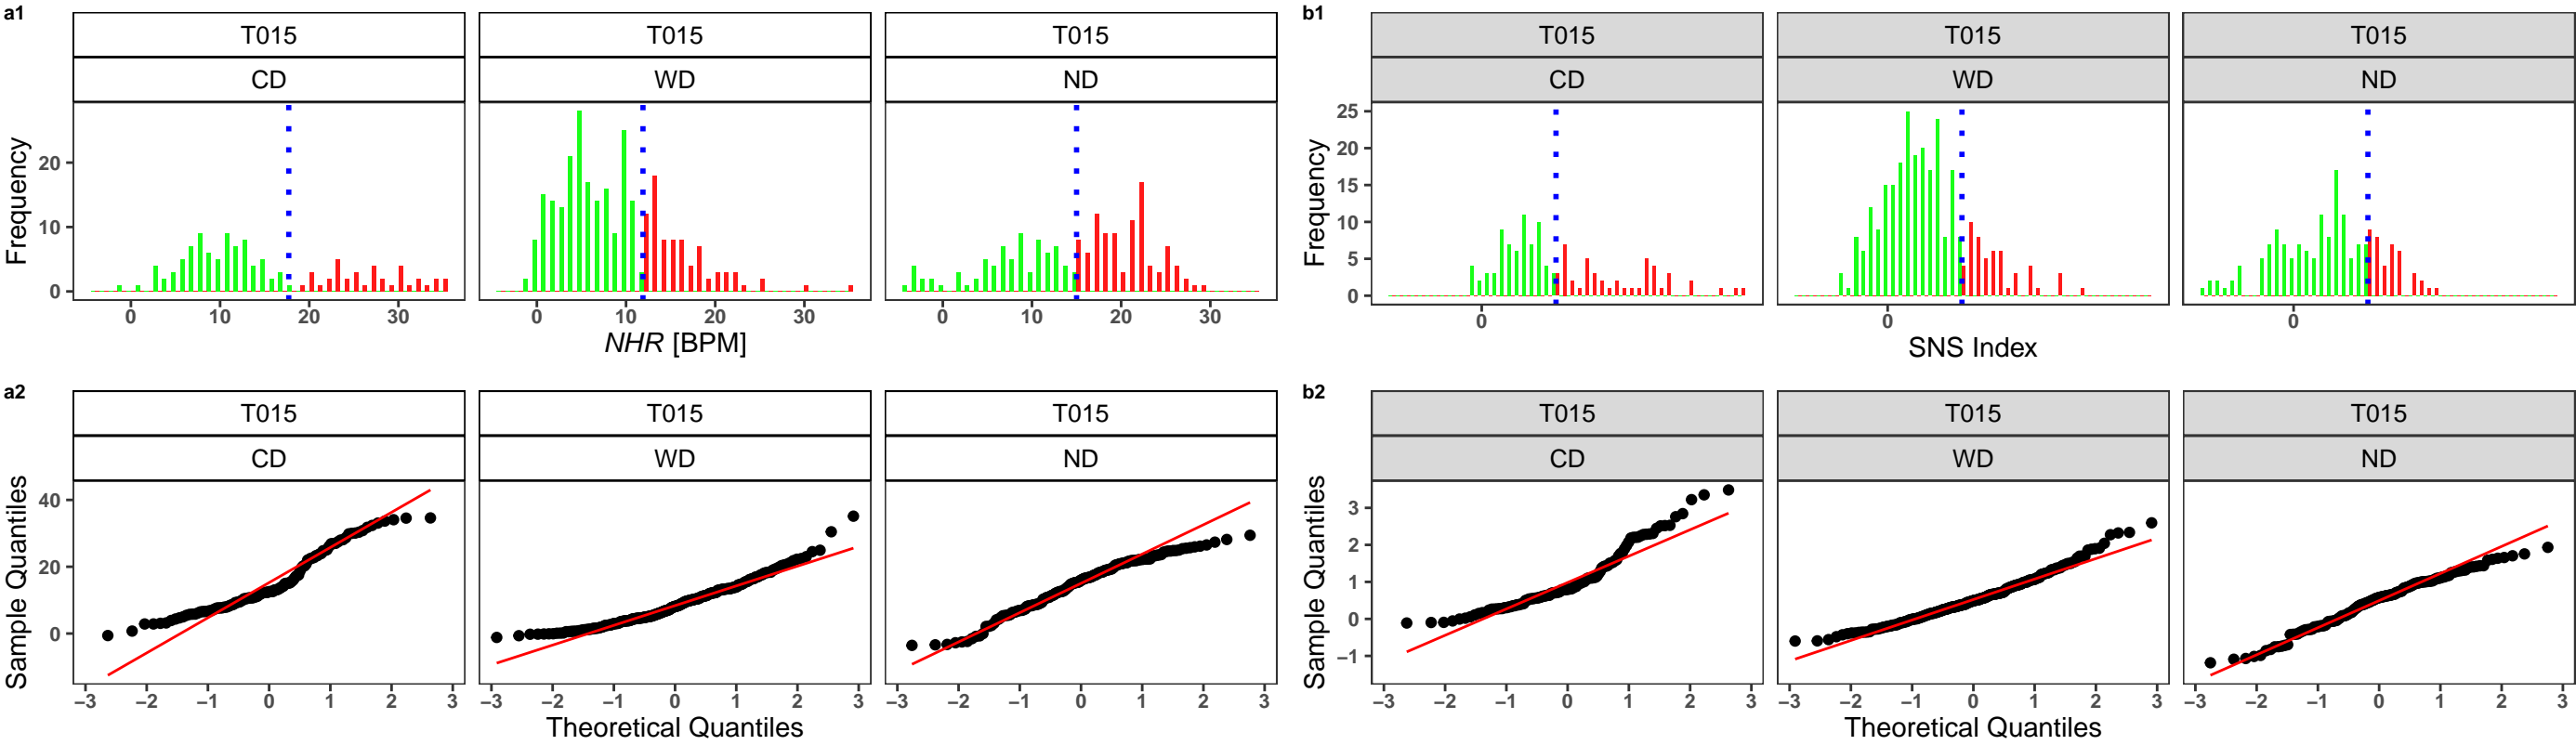 a1
T015 T015 T015
CD WD ND
Frequency
20
10
0
0 10 20 30 0 10 20 30 0 10 20 30
NHR [BPM]
b1
T015 T015 T015
CD WD ND
Frequency
25
20
15
10
5
0
0 0 0
SNS Index
a2
T015 T015 T015
CD WD ND
Sample Quantiles
40
20
0
−3 −2 −1 0 1 2 3 −3 −2 −1 0 1 2 3 −3 −2 −1 0 1 2 3
Theoretical Quantiles
b2
T015 T015 T015
CD WD ND
Sample Quantiles
3
2
1
0
−1
−3 −2 −1 0 1 2 3 −3 −2 −1 0 1 2 3 −3 −2 −1 0 1 2 3
Theoretical Quantiles